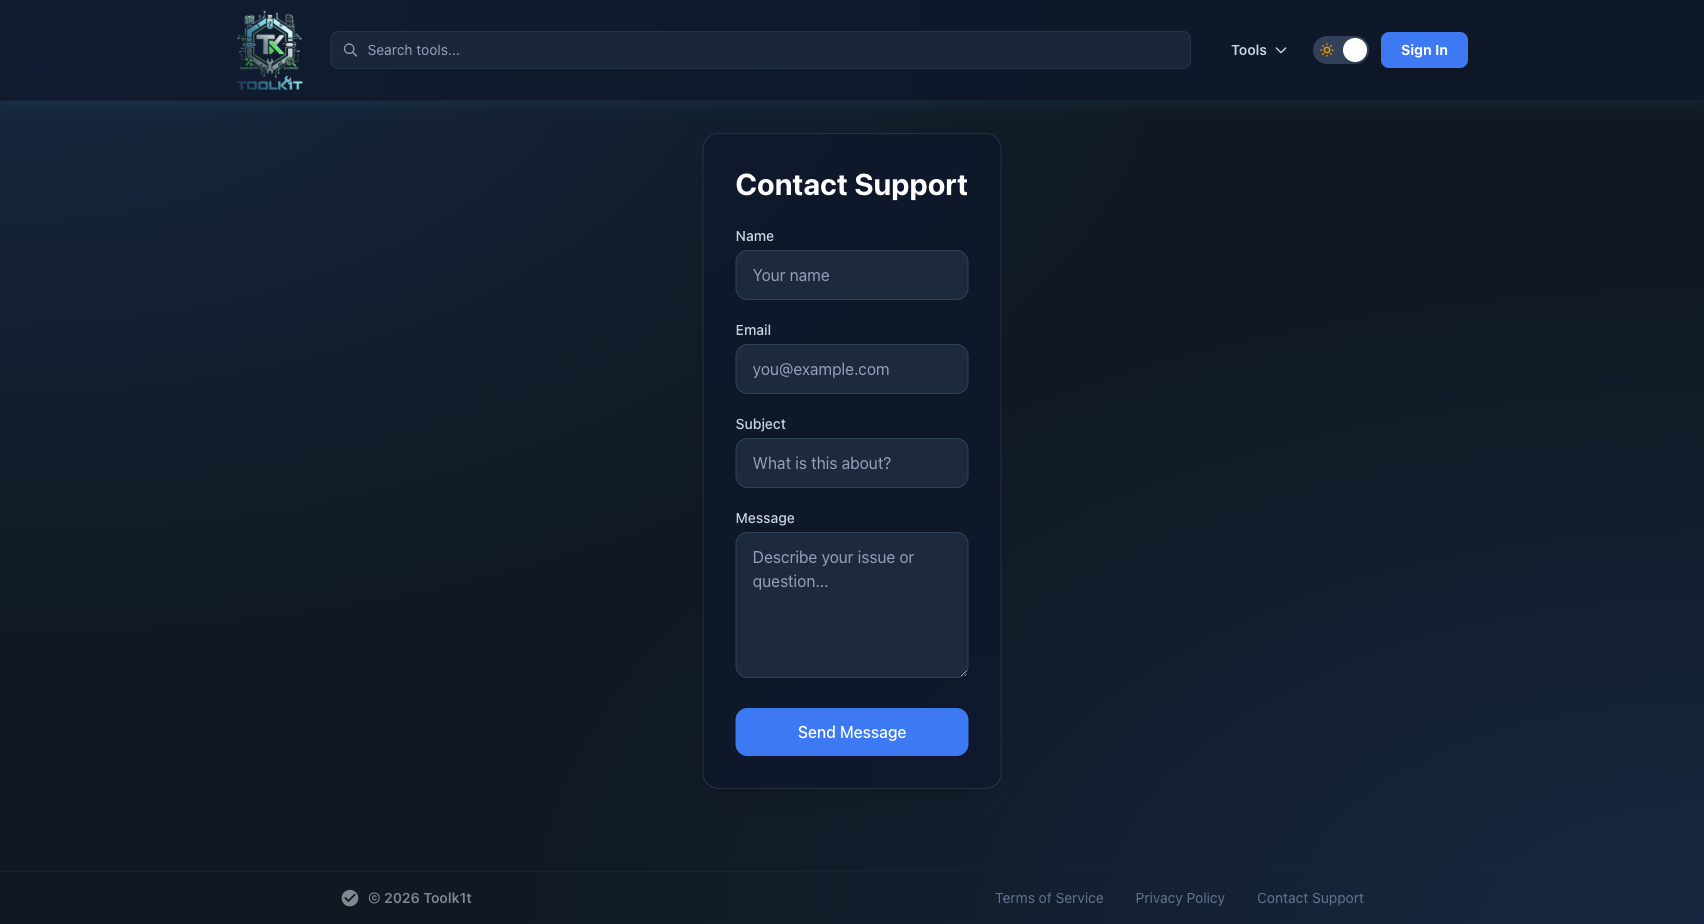 TK
TOOLK1T
Search tools...
Tools
Sign In
Contact Support
Name
Your name
Email
you@example.com
Subject
What is this about?
Message
Describe your issue or
question...
Send Message
© 2026 Toolk1t
Terms of Service
Privacy Policy
Contact Support